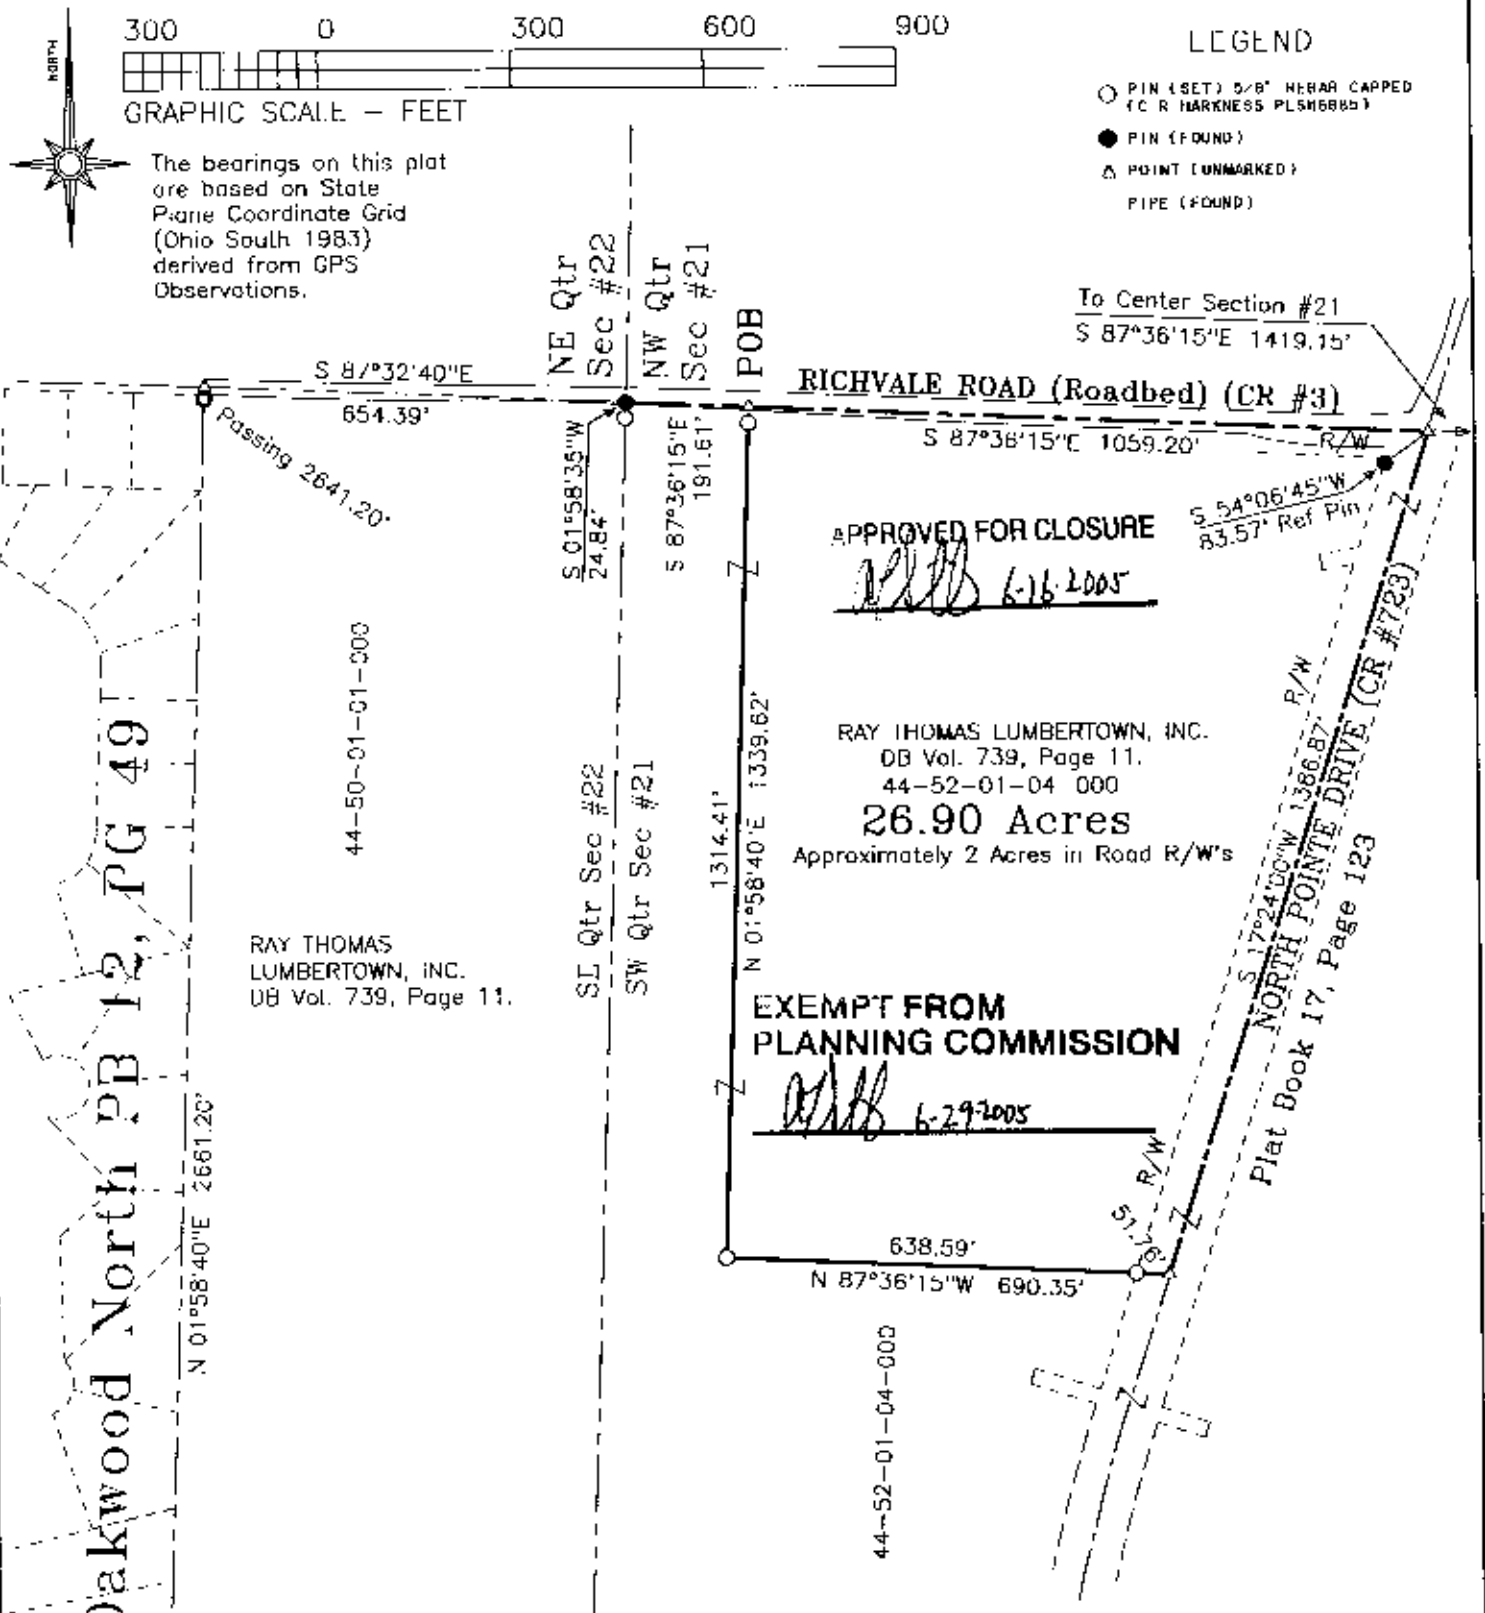 300 0 300 600 900
GRAPHIC SCALE - FEET
NORTH
The bearings on this plat
are based on State
Plane Coordinate Grid
(Ohio South 1983)
derived from GPS
Observations.
LEGEND
PIN (SET) 5/8" REBAR CAPPED
(C R HARKNESS PLS#6885)
PIN (FOUND)
POINT (UNMARKED)
PIPE (FOUND)
To Center Section #21
S 87°36'15"E 1419.15'
NE Qtr
Sec #22
NW Qtr
Sec #21
POB
S 87°32'40"E
654.39'
RICHVALE ROAD (Roadbed) (CR #3)
S 87°36'15"E 1059.20'
R/W
Passing 2641.20'
S 01°58'35"W
24.84'
S 87°36'15"E
191.61'
S 54°06'45"W
83.57' Ref Pin
APPROVED FOR CLOSURE
6-16-2005
44-50-01-01-000
1314.41'
N 01°58'40"E 1339.62'
RAY THOMAS LUMBERTOWN, INC.
DB Vol. 739, Page 11.
44-52-01-04 000
26.90 Acres
Approximately 2 Acres in Road R/W's
R/W
S 17°24'00"W 1386.87'
NORTH POINTE DRIVE (CR #723)
Plat Book 17, Page 123
SE Qtr Sec #22
SW Qtr Sec #21
RAY THOMAS
LUMBERTOWN, INC.
DB Vol. 739, Page 11.
EXEMPT FROM
PLANNING COMMISSION
6-29-2005
Oakwood North PB 12, PG 49
N 01°58'40"E 2661.20'
R/W
51.76'
638.59'
N 87°36'15"W 690.35'
44-52-01-04-000